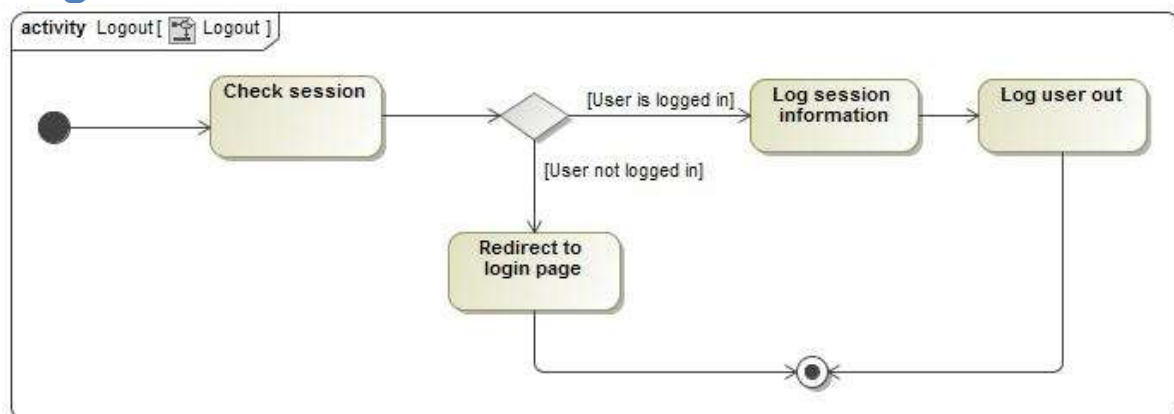 activity Logout [ Logout ]
Check session
[User is logged in]
Log session
information
Log user out
[User not logged in]
Redirect to
login page